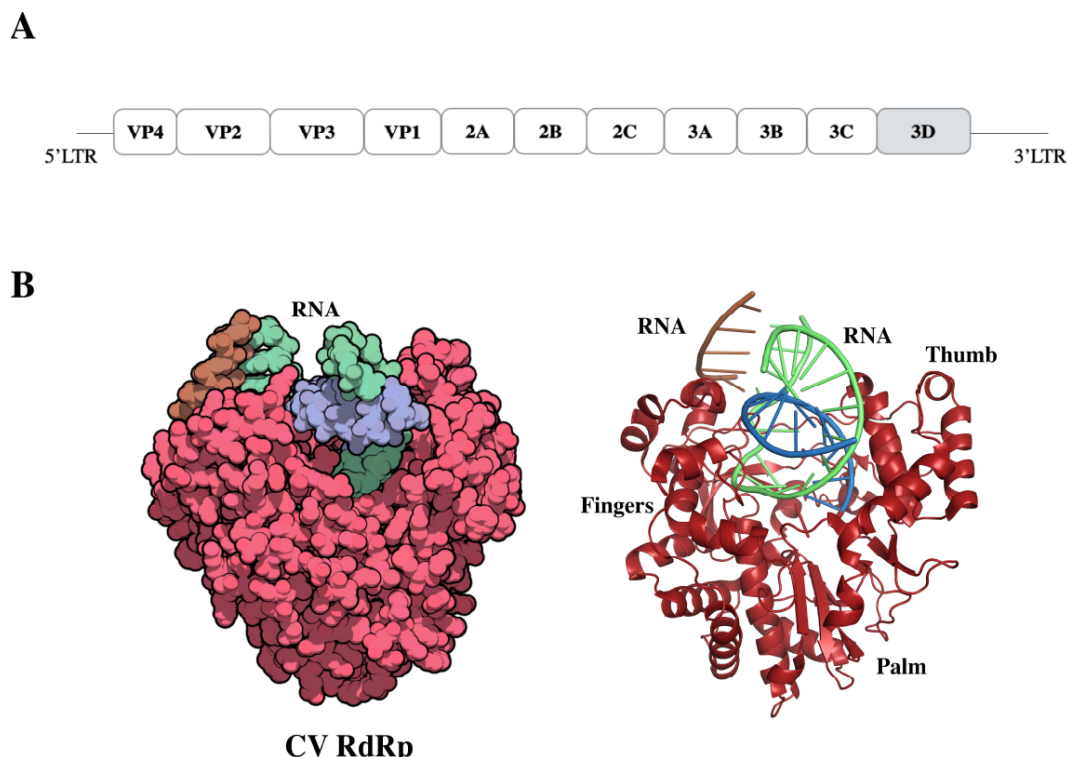 A
VP4 VP2 VP3 VP1 2A 2B 2C 3A 3B 3C 3D
5'LTR 3'LTR
B
RNA
RNA RNA
Thumb
Fingers
Palm
CV RdRp